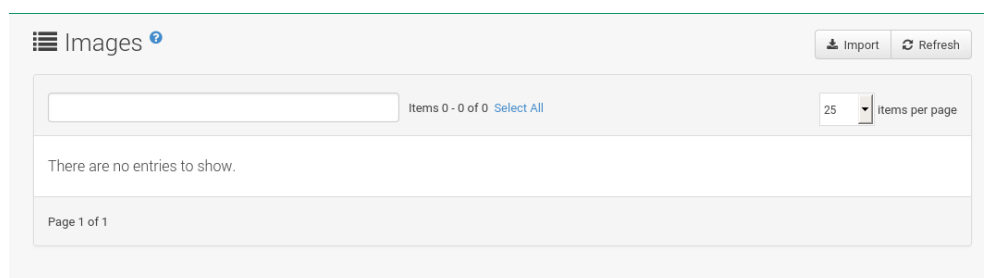 Images ?
Import Refresh
Items 0 - 0 of 0 Select All 25 items per page
There are no entries to show.
Page 1 of 1